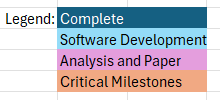 Legend: Complete
Software Development
Analysis and Paper
Critical Milestones